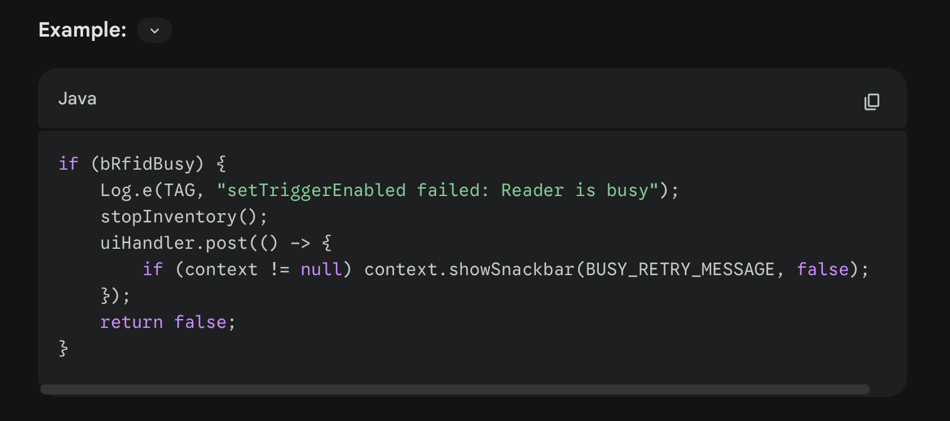 Example:
Java
if (bRfidBusy) {
    Log.e(TAG, "setTriggerEnabled failed: Reader is busy");
    stopInventory();
    uiHandler.post(() -> {
        if (context != null) context.showSnackbar(BUSY_RETRY_MESSAGE, false);
    });
    return false;
}